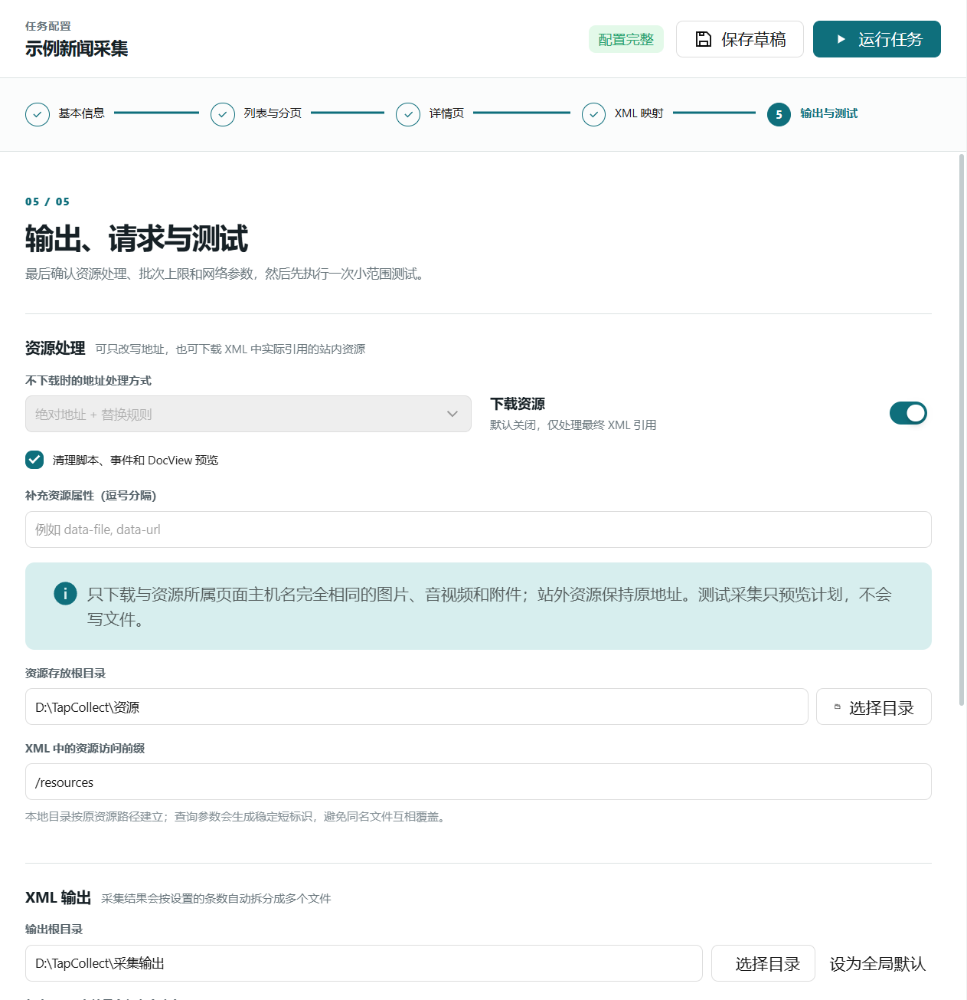 任务配置
示例新闻采集
配置完整
保存草稿
运行任务
基本信息
列表与分页
详情页
XML 映射
5
输出与测试
05 / 05
输出、请求与测试
最后确认资源处理、批次上限和网络参数，然后先执行一次小范围测试。
资源处理 可只改写地址，也可下载 XML 中实际引用的站内资源
不下载时的地址处理方式
绝对地址 + 替换规则
下载资源
默认关闭，仅处理最终 XML 引用
清理脚本、事件和 DocView 预览
补充资源属性（逗号分隔）
例如 data-file, data-url
只下载与资源所属页面主机名完全相同的图片、音视频和附件；站外资源保持原地址。测试采集只预览计划，不会
写文件。
资源存放根目录
D:\TapCollect\资源
选择目录
XML 中的资源访问前缀
/resources
本地目录按原资源路径建立；查询参数会生成稳定短标识，避免同名文件互相覆盖。
XML 输出 采集结果会按设置的条数自动拆分成多个文件
输出根目录
D:\TapCollect\采集输出
选择目录
设为全局默认